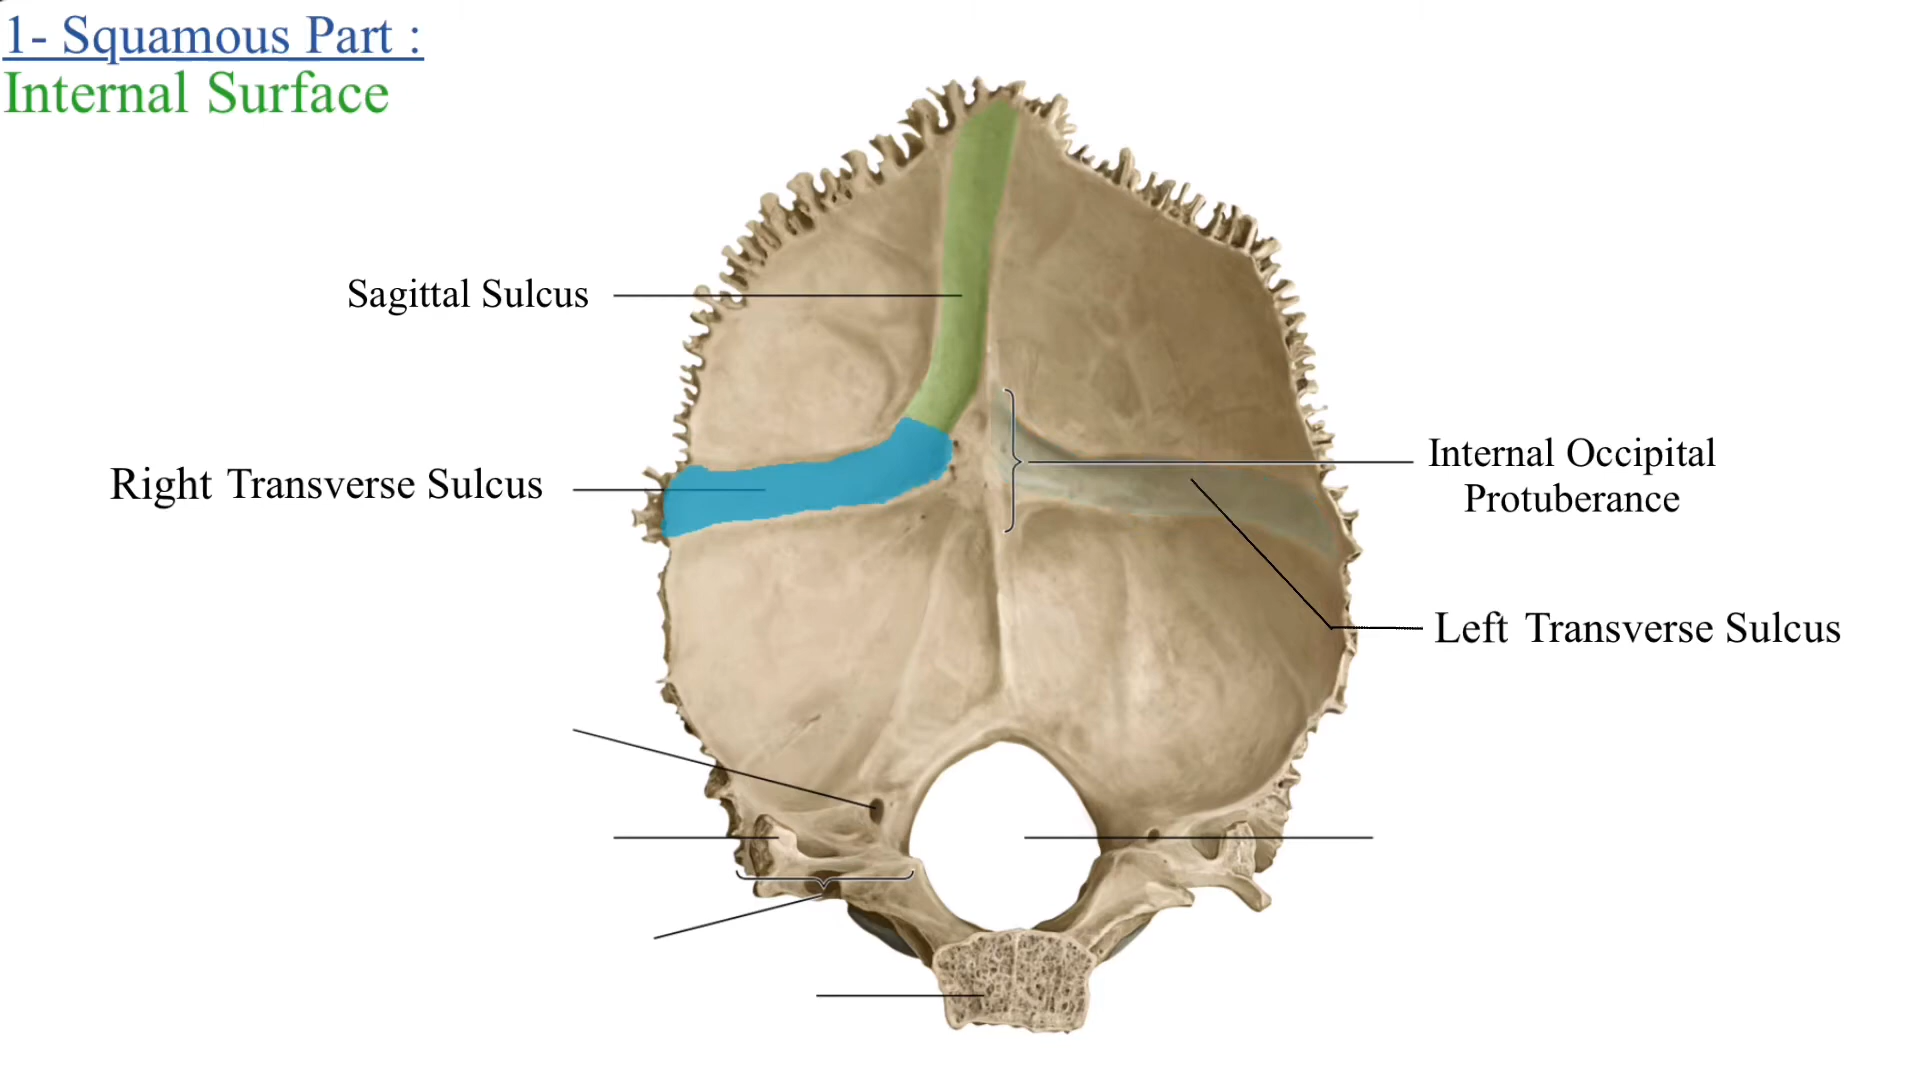 1- Squamous Part :
Internal Surface
Sagittal Sulcus
Right Transverse Sulcus
Internal Occipital
Protuberance
Left Transverse Sulcus